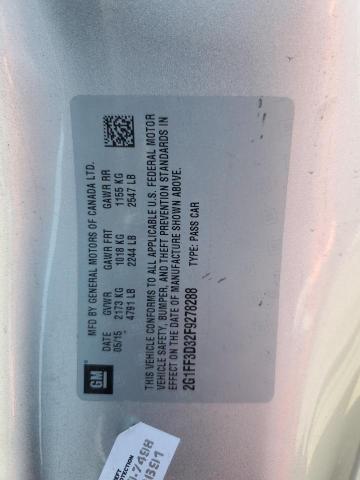 GM
MFD BY GENERAL MOTORS OF CANADA LTD.
DATE GVWR GAWR FRT GAWR RR
05/15 2173 KG 1018 KG 1155 KG
4791 LB 2244 LB 2547 LB
THIS VEHICLE CONFORMS TO ALL APPLICABLE U.S. FEDERAL MOTOR
VEHICLE SAFETY, BUMPER, AND THEFT PREVENTION STANDARDS IN
EFFECT ON THE DATE OF MANUFACTURE SHOWN ABOVE.
2G1FF3D32F9278288 TYPE: PASS CAR